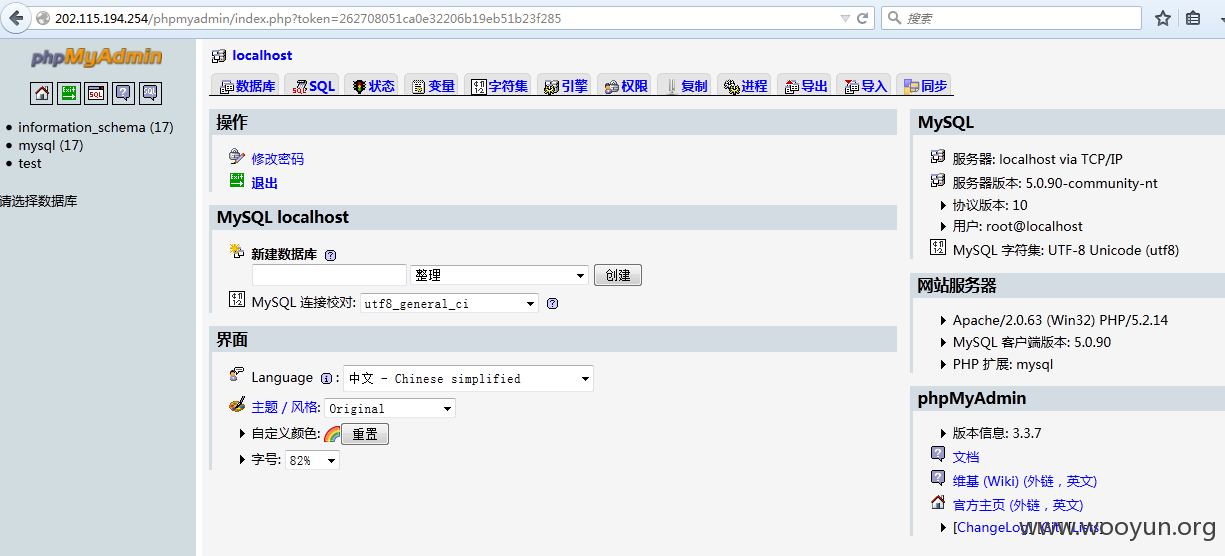 202.115.194.254/phpmyadmin/index.php?token=262708051ca0e32206b19eb51b23f285
搜索
phpMyAdmin
localhost
数据库 SQL 状态 变量 字符集 引擎 权限 复制 进程 导出 导入 同步
information_schema (17)
mysql (17)
test
请选择数据库
操作
修改密码
退出
MySQL localhost
新建数据库
整理 创建
MySQL 连接校对: utf8_general_ci
界面
Language : 中文 - Chinese simplified
主题 / 风格: Original
自定义颜色: 重置
字号: 82%
MySQL
服务器: localhost via TCP/IP
服务器版本: 5.0.90-community-nt
协议版本: 10
用户: root@localhost
MySQL 字符集: UTF-8 Unicode (utf8)
网站服务器
Apache/2.0.63 (Win32) PHP/5.2.14
MySQL 客户端版本: 5.0.90
PHP 扩展: mysql
phpMyAdmin
版本信息: 3.3.7
文档
维基 (Wiki) (外链，英文)
官方主页 (外链，英文)
[ChangeLog
www.wooyun.org